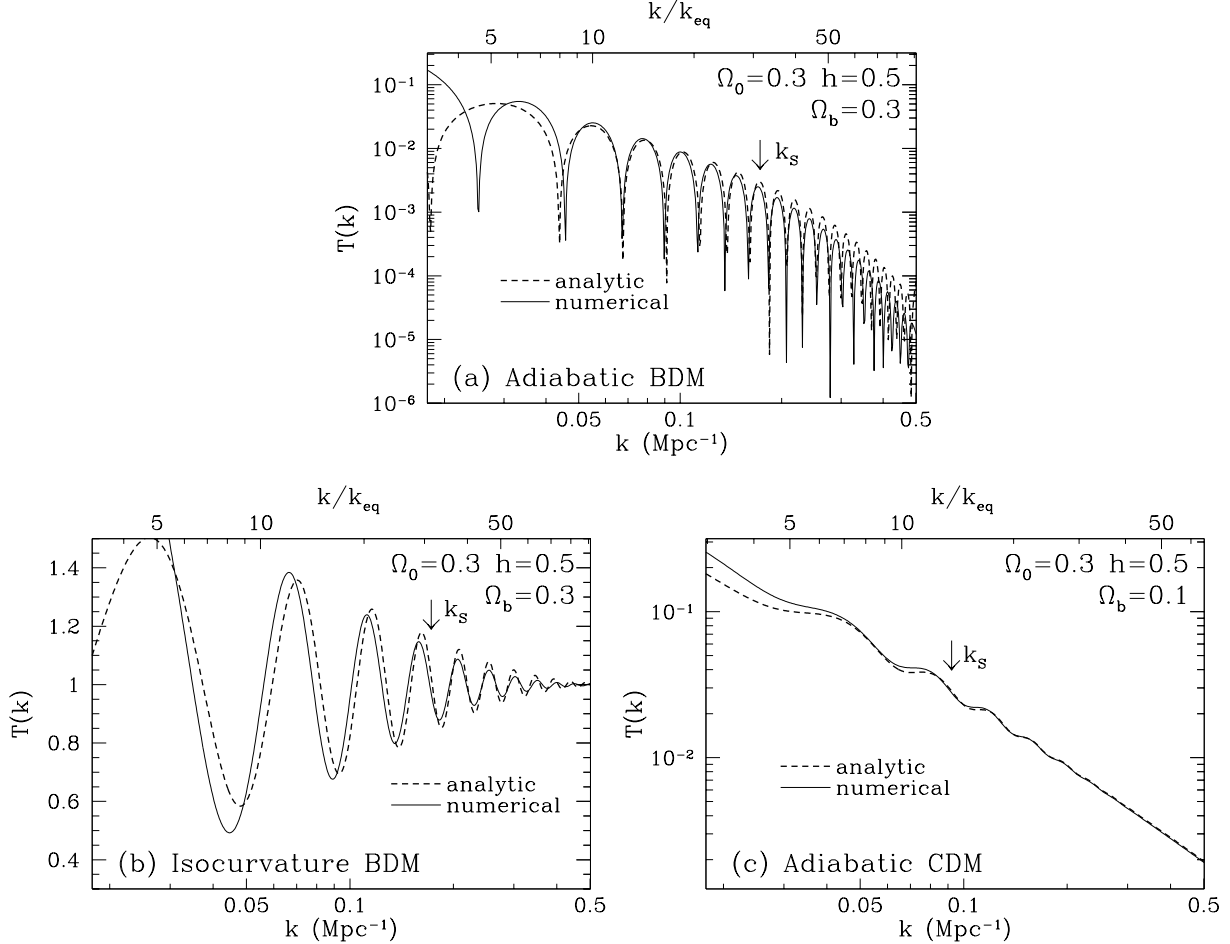 k/k_eq
5 10 50
Ω₀=0.3 h=0.5
Ω_b=0.3
k_S
10⁻¹
10⁻²
10⁻³
10⁻⁴
10⁻⁵
10⁻⁶
T(k)
analytic
numerical
(a) Adiabatic BDM
0.05 0.1 0.5
k (Mpc⁻¹)
k/k_eq
5 10 50
Ω₀=0.3 h=0.5
Ω_b=0.3
k_S
1.4
1.2
1
0.8
0.6
0.4
T(k)
analytic
numerical
(b) Isocurvature BDM
0.05 0.1 0.5
k (Mpc⁻¹)
k/k_eq
5 10 50
Ω₀=0.3 h=0.5
Ω_b=0.1
k_S
10⁻¹
10⁻²
T(k)
analytic
numerical
(c) Adiabatic CDM
0.05 0.1 0.5
k (Mpc⁻¹)